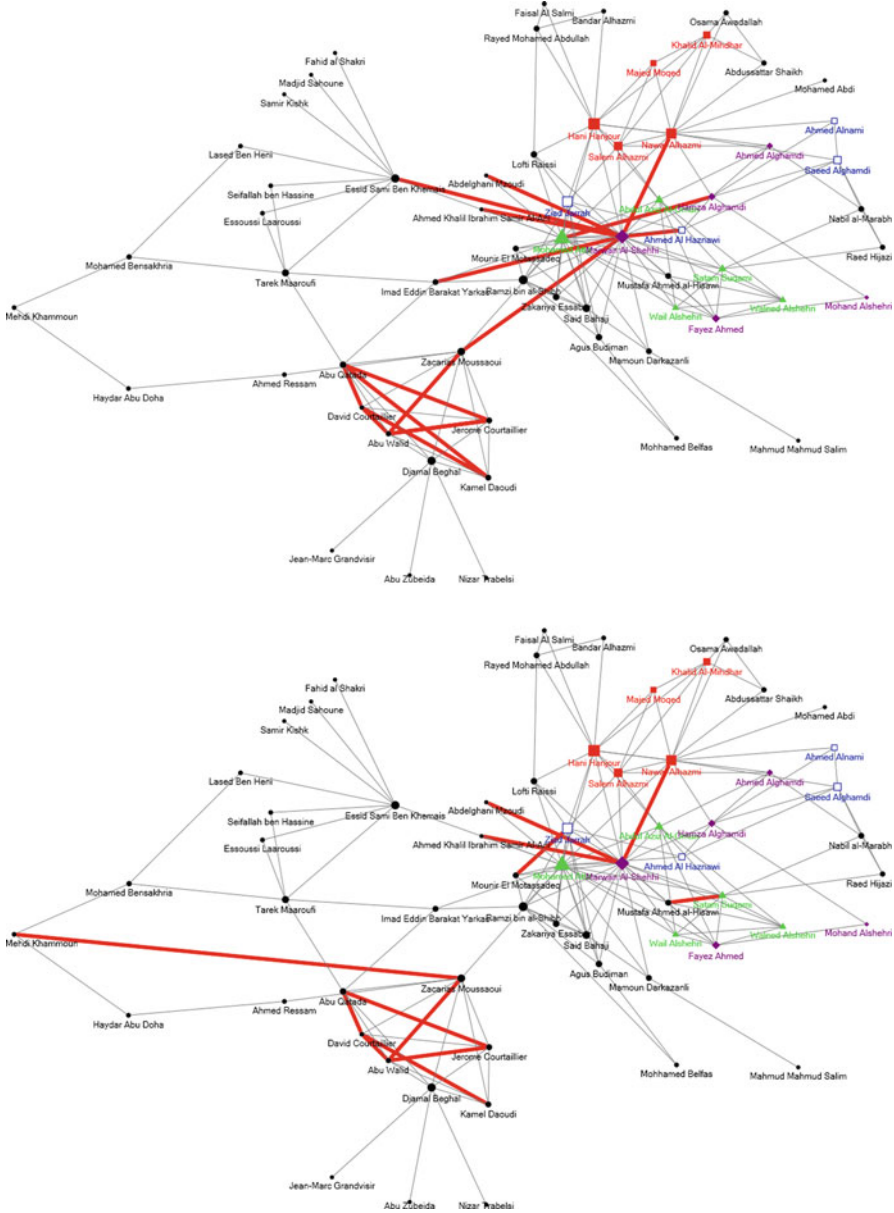 Faisal Al Salmi
Bandar Alhazmi
Osama Awadallah
Rayed Mohamed Abdullah
Khalid Al-Mindhar
Fahid al Shakri
Majed Moqed
Abdussattar Shaikh
Madjid Sahoune
Mohamed Abdi
Samir Kishk
Hani Hanjour
Nawaf Alhazmi
Ahmed Alnami
Lased Ben Heni
Salem Alhazmi
Ahmed Alghamdi
Lofti Raissi
Saeed Alghamdi
Essid Sami Ben Khemais
Abdelghani Mzoudi
Seifallah ben Hassine
Hamza Alghamdi
Ziad Jarrah
Ahmed Khalil Ibrahim Samir Al-Ani
Nabil al-Marabh
Essoussi Laaroussi
Ahmed Al Haznawi
Marwan Al-Shehhi
Raed Hijazi
Mounir El Motassadeq
Mohamed Bensakhria
Satam Suqami
Tarek Maaroufi
Mustafa Ahmed al-Hisawi
Imad Eddin Barakat Yarkas
Ramzi bin al-Shibh
Zakariya Essabar
Mohand Alshehri
Mehdi Khammoun
Said Bahaji
Wail Alshehri
Waleed Alshehri
Fayez Ahmed
Agus Budiman
Zacarias Moussaoui
Mamoun Darkazanli
Abu Qatada
Ahmed Ressam
Haydar Abu Doha
David Courtaillier
Jerome Courtaillier
Abu Walid
Mohhamed Belfas
Mahmud Mahmud Salim
Djamal Beghal
Kamel Daoudi
Jean-Marc Grandvisir
Abu Zubeida
Nizar Trabelsi
Faisal Al Salmi
Bandar Alhazmi
Osama Awadallah
Rayed Mohamed Abdullah
Khalid Al-Mindhar
Fahid al Shakri
Majed Moqed
Abdussattar Shaikh
Madjid Sahoune
Mohamed Abdi
Samir Kishk
Hani Hanjour
Nawaf Alhazmi
Ahmed Alnami
Lased Ben Heni
Salem Alhazmi
Ahmed Alghamdi
Lofti Raissi
Saeed Alghamdi
Essid Sami Ben Khemais
Abdelghani Mzoudi
Seifallah ben Hassine
Hamza Alghamdi
Ziad Jarrah
Ahmed Khalil Ibrahim Samir Al-Ani
Nabil al-Marabh
Essoussi Laaroussi
Ahmed Al Haznawi
Marwan Al-Shehhi
Raed Hijazi
Mounir El Motassadeq
Mohamed Bensakhria
Satam Suqami
Tarek Maaroufi
Mustafa Ahmed al-Hisawi
Imad Eddin Barakat Yarkas
Ramzi bin al-Shibh
Zakariya Essabar
Mohand Alshehri
Mehdi Khammoun
Said Bahaji
Wail Alshehri
Waleed Alshehri
Fayez Ahmed
Agus Budiman
Zacarias Moussaoui
Mamoun Darkazanli
Abu Qatada
Ahmed Ressam
Haydar Abu Doha
David Courtaillier
Jerome Courtaillier
Abu Walid
Mohhamed Belfas
Mahmud Mahmud Salim
Djamal Beghal
Kamel Daoudi
Jean-Marc Grandvisir
Abu Zubeida
Nizar Trabelsi